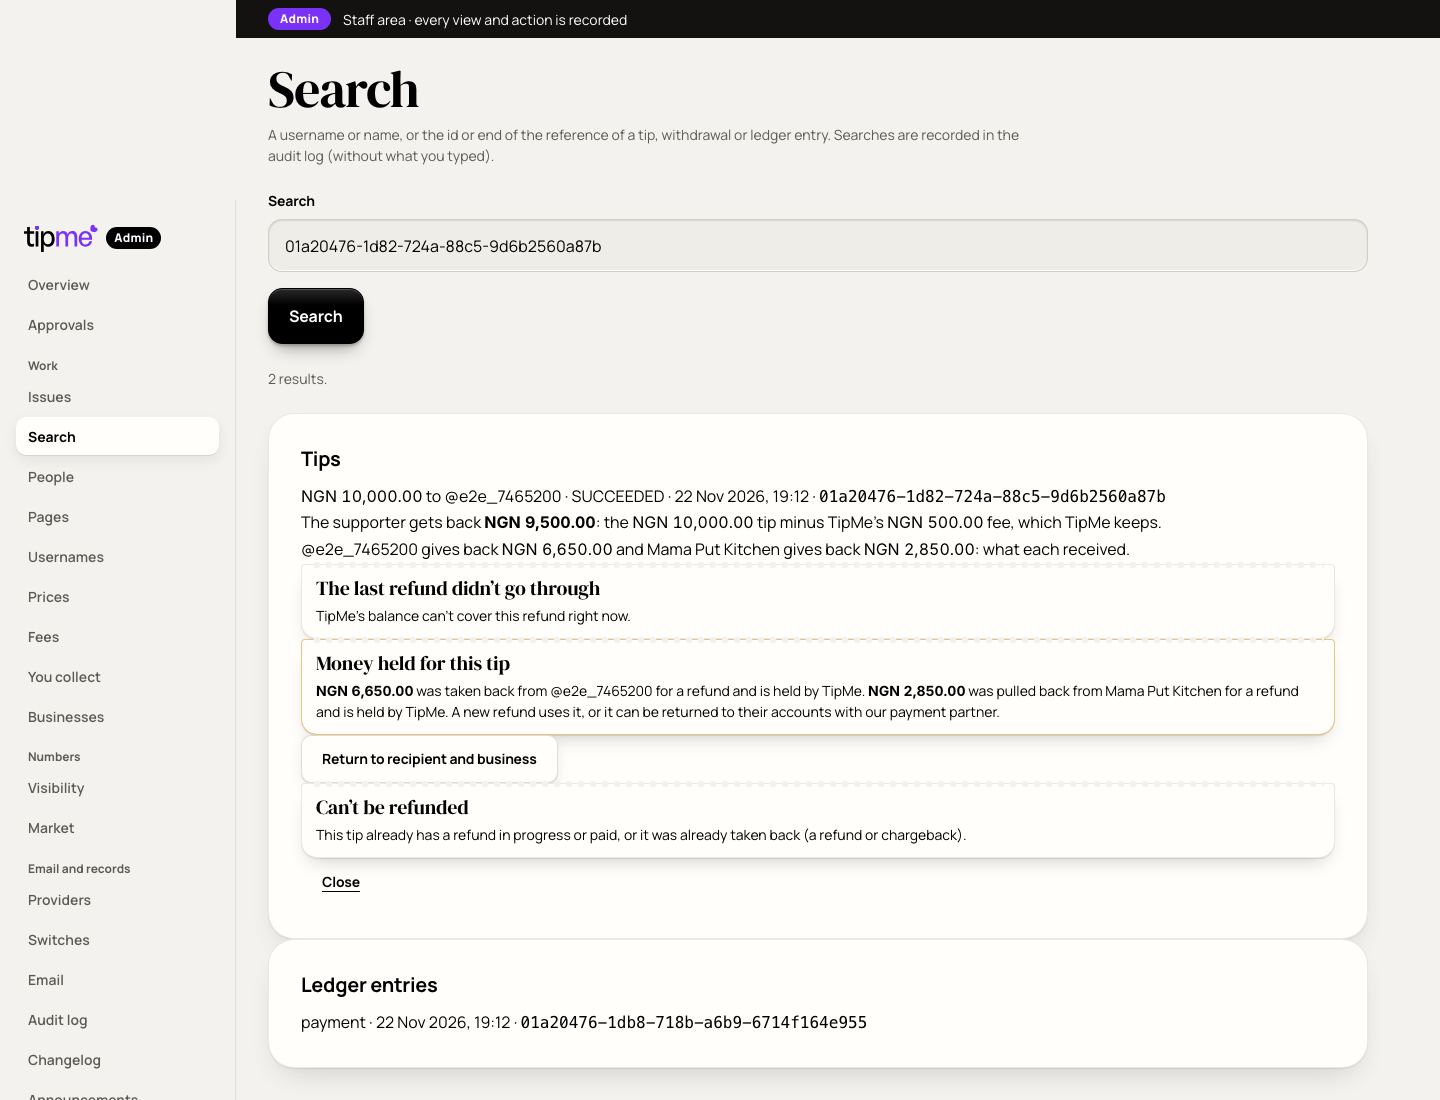 Admin
Staff area · every view and action is recorded
Search
A username or name, or the id or end of the reference of a tip, withdrawal or ledger entry. Searches are recorded in the
audit log (without what you typed).
Search
01a20476-1d82-724a-88c5-9d6b2560a87b
Search
2 results.
tipme
Admin
Overview
Approvals
Work
Issues
Search
People
Pages
Usernames
Prices
Fees
You collect
Businesses
Numbers
Visibility
Market
Email and records
Providers
Switches
Email
Audit log
Changelog
Announcements
Tips
NGN 10,000.00 to @e2e_7465200 · SUCCEEDED · 22 Nov 2026, 19:12 · 01a20476-1d82-724a-88c5-9d6b2560a87b
The supporter gets back NGN 9,500.00: the NGN 10,000.00 tip minus TipMe's NGN 500.00 fee, which TipMe keeps.
@e2e_7465200 gives back NGN 6,650.00 and Mama Put Kitchen gives back NGN 2,850.00: what each received.
The last refund didn't go through
TipMe's balance can't cover this refund right now.
Money held for this tip
NGN 6,650.00 was taken back from @e2e_7465200 for a refund and is held by TipMe. NGN 2,850.00 was pulled back from Mama Put Kitchen for a refund
and is held by TipMe. A new refund uses it, or it can be returned to their accounts with our payment partner.
Return to recipient and business
Can't be refunded
This tip already has a refund in progress or paid, or it was already taken back (a refund or chargeback).
Close
Ledger entries
payment · 22 Nov 2026, 19:12 · 01a20476-1db8-718b-a6b9-6714f164e955